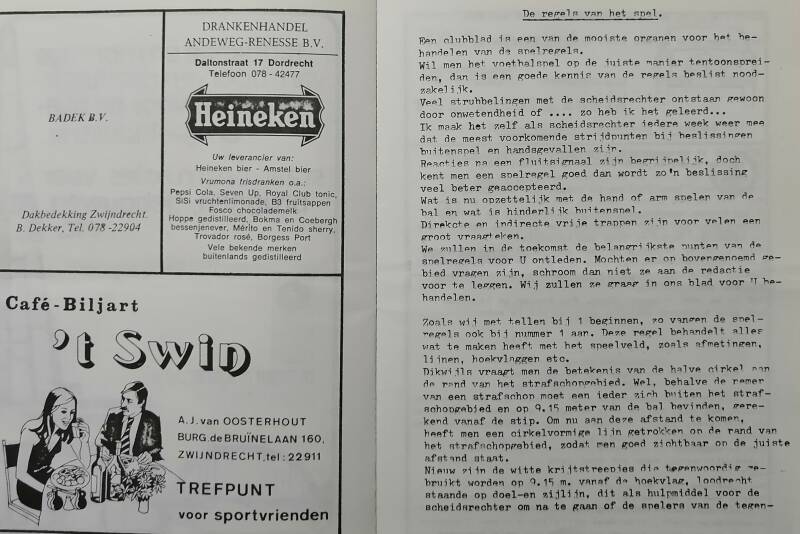 BADEK B.V.
Dakbedekking Zwijndrecht.
B. Dekker, Tel. 078-22904
DRANKENHANDEL
ANDEWEG-RENESSE B.V.
Daltonstraat 17 Dordrecht
Telefoon 078 - 42477
Heineken
Uw leverancier van:
Heineken bier - Amstel bier
Vrumona frisdranken o.a.:
Pepsi Cola, Seven Up, Royal Club tonic,
SiSi vruchtenlimonade, B3 fruitsappen
Fosco chocolademelk
Hoppe gedistilleerd, Bokma en Coebergh
bessenjenever, Mérito en Tenido sherry,
Trovador rosé, Borgess Port
Vele bekende merken
buitenlands gedistilleerd
Café-Biljart
't Swin
A.J. van OOSTERHOUT
BURG.de BRUÏNELAAN 160,
ZWIJNDRECHT, tel: 22911
TREFPUNT
voor sportvrienden
De regels van het spel.
Een clubblad is een van de mooiste organen voor het be-
handelen van de spelregels.
Wil men het voetbalspel op de juiste manier tentoonsprei-
den, dan is een goede kennis van de regels beslist nood-
zakelijk.
Veel strubbelingen met de scheidsrechter ontstaan gewoon
door onwetendheid of .... zo heb ik het geleerd...
Ik maak het zelf als scheidsrechter iedere week weer mee
dat de meest voorkomende strijdpunten bij beslissingen
buitenspel en handsgevallen zijn.
Reacties na een fluitsignaal zijn begrijpelijk, doch
kent men een spelregel goed dan wordt zo'n beslissing
veel beter geaccepteerd.
Wat is nu opzettelijk met de hand of arm spelen van de
bal en wat is hinderlijk buitenspel.
Direkte en indirecte vrije trappen zijn voor velen een
groot vraagteken.
We zullen in de toekomst de belangrijkste punten van de
spelregels voor U ontleden. Mochten er op bovengenoemd ge-
bied vragen zijn, schroom dan niet ze aan de redactie
voor te leggen. Wij zullen ze graag in ons blad voor U be-
handelen.
Zoals wij met tellen bij 1 beginnen, zo vangen de spel-
regels ook bij nummer 1 aan. Deze regel behandelt alles
wat te maken heeft met het speelveld, zoals afmetingen,
lijnen, hoekvlaggen etc.
Dikwijls vraagt men de betekenis van de halve cirkel aan
de rand van het strafschopgebied. Wel, behalve de nemer
van een strafschop moet een ieder zich buiten het straf-
schopgebied en op 9.15 meter van de bal bevinden, gere-
kend vanaf de stip. Om nu aan deze afstand te komen,
heeft men een cirkelvormige lijn getrokken op de rand van
het strafschopgebied, zodat men goed zichtbaar op de juiste
afstand staat.
Nieuw zijn de witte krijtstreepjes die tegenwoordig ge-
bruikt worden op 9.15 m. vanaf de hoekvlag, loodrecht
staande op doel-en zijlijn, dit als hulpmiddel voor de
scheidsrechter om na te gaan of de spelers van de tegen-